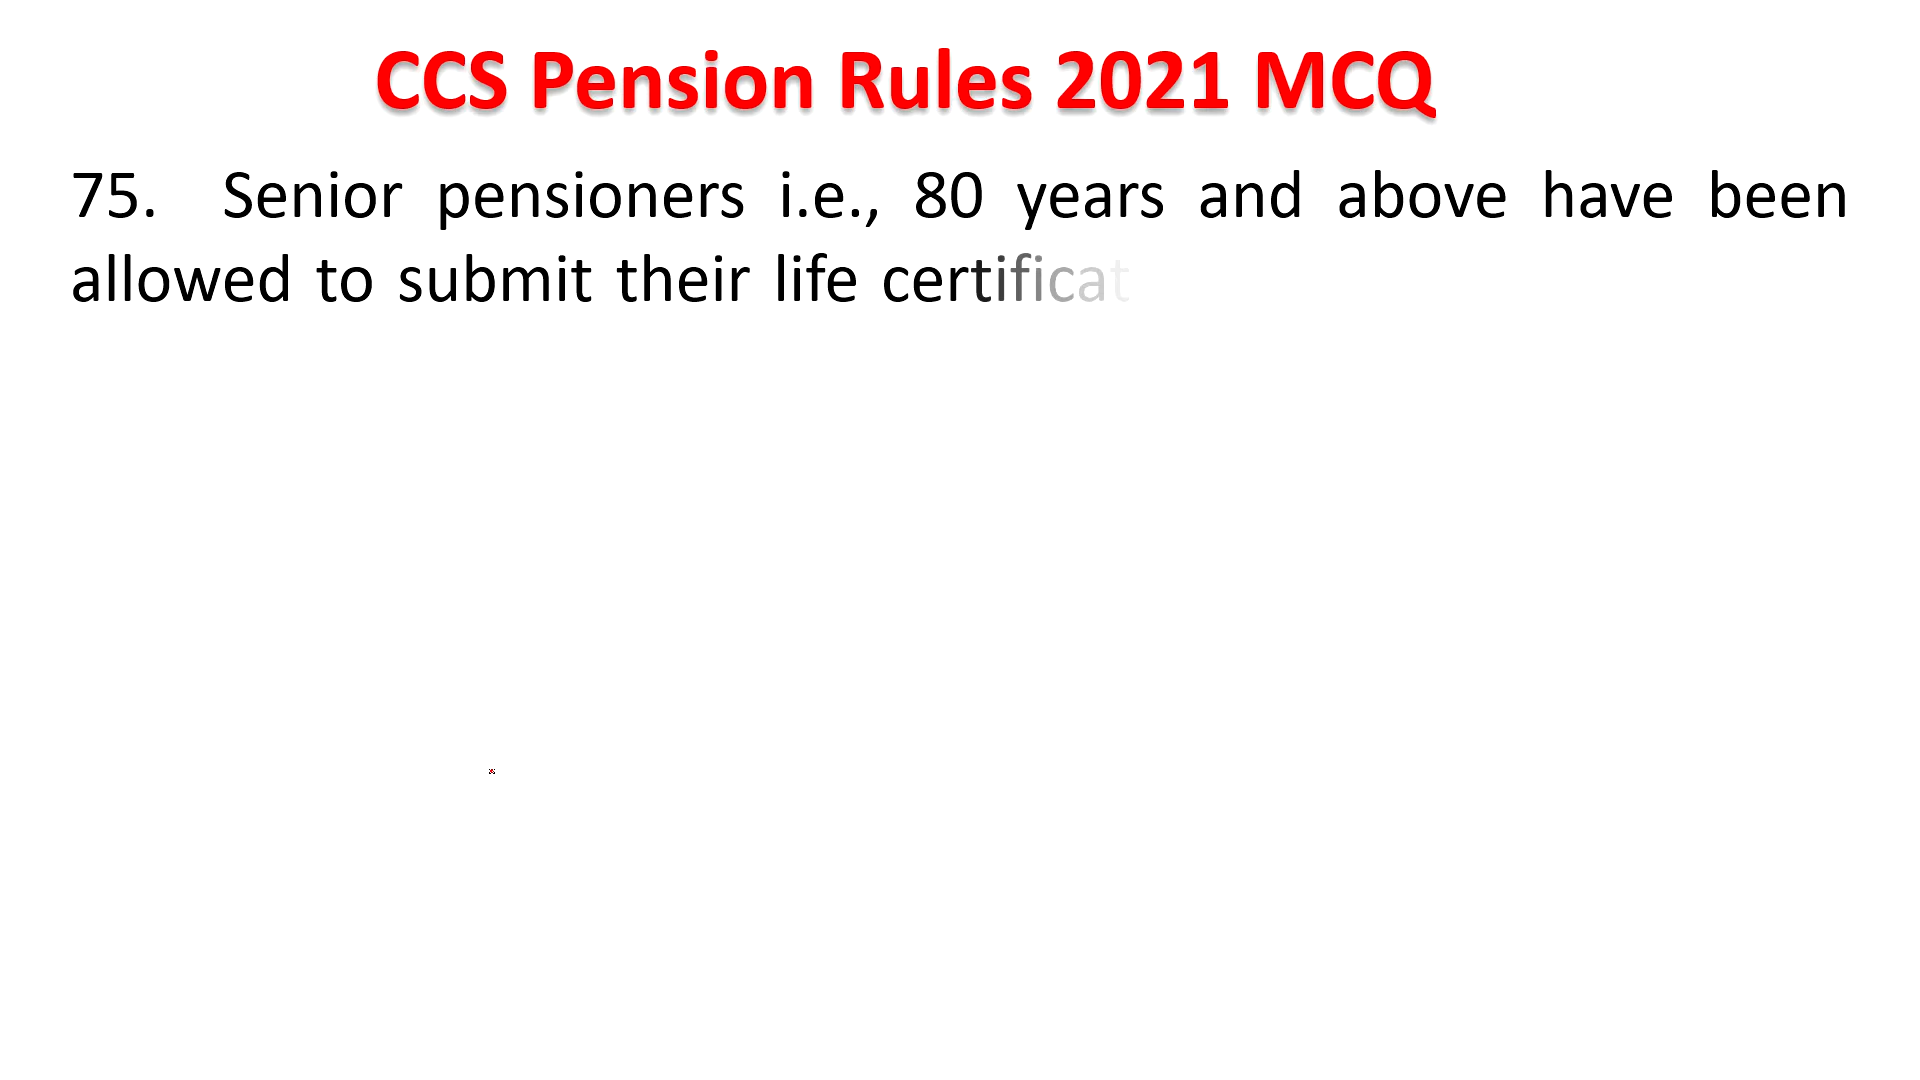 CCS Pension Rules 2021 MCQ
75. Senior pensioners i.e., 80 years and above have been
allowed to submit their life certificat